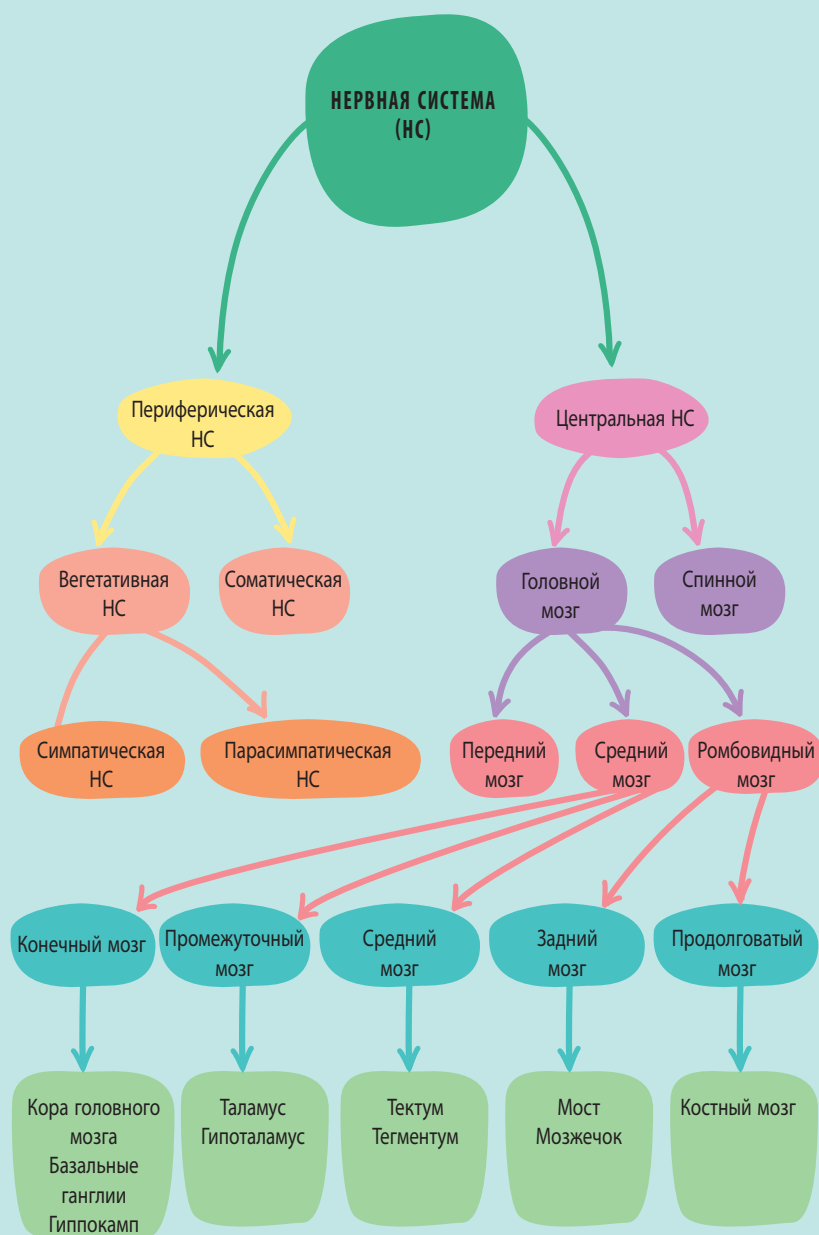 НЕРВНАЯ СИСТЕМА
(НС)
Периферическая
НС
Центральная НС
Вегетативная
НС
Соматическая
НС
Головной
мозг
Спинной
мозг
Симпатическая
НС
Парасимпатическая
НС
Передний
мозг
Средний
мозг
Ромбовидный
мозг
Конечный мозг
Промежуточный
мозг
Средний
мозг
Задний
мозг
Продолговатый
мозг
Кора головного
мозга
Базальные
ганглии
Гиппокамп
Таламус
Гипоталамус
Тектум
Тегментум
Мост
Мозжечок
Костный мозг